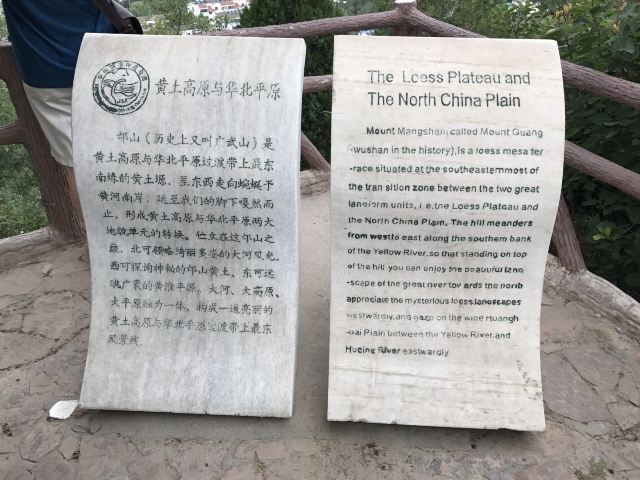 黄土高原与华北平原
邙山（历史上又叫广武山）是
黄土高原与华北平原过渡带上最东
南缘的黄土塬，呈东西走向蜿蜒于
黄河南岸，跳至我们的脚下嘎然而
止，形成黄土高原与华北平原两大
地貌单元的转换。伫立在这邙山之
巅，北可领略绮丽多姿的大河风光
西可探询神秘的邙山黄土，东可远
眺广袤的黄淮平源。大河、大高原、
大平原融为一体，构成一道亮丽的
黄土高原与华北平原过渡带上最东
风景线
The Loess Plateau and
The North China Plain
Mount Mangshan(called Mount Guang
-wushan in the history),is a loess mesa ter
-race situated at the southeasternmost of
the transition zone between the two great
landform units, i.e.the Loess Plateau and
the North China Plain. The hill meanders
from west to east along the southern bank
of the Yellow River, so that standing on top
of the hill you can enjoy the beautiful land
-scape of the great river towards the north
appreciate the mysterious loess landscapes
westwardly, and gaze on the wide Huangh
-uai Plain between the Yellow River, and
Hueing River eastwardly